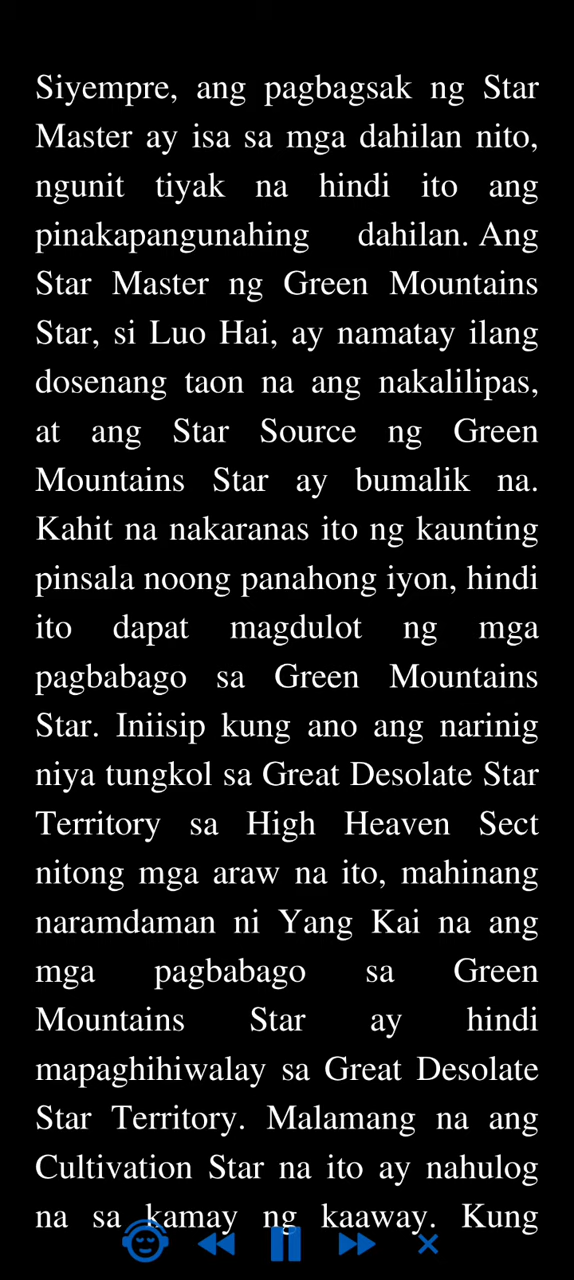 Siyempre, ang pagbagsak ng Star
Master ay isa sa mga dahilan nito,
ngunit tiyak na hindi ito ang
pinakapangunahing dahilan. Ang
Star Master ng Green Mountains
Star, si Luo Hai, ay namatay ilang
dosenang taon na ang nakalilipas,
at ang Star Source ng Green
Mountains Star ay bumalik na.
Kahit na nakaranas ito ng kaunting
pinsala noong panahong iyon, hindi
ito dapat magdulot ng mga
pagbabago sa Green Mountains
Star. Iniisip kung ano ang narinig
niya tungkol sa Great Desolate Star
Territory sa High Heaven Sect
nitong mga araw na ito, mahinang
naramdaman ni Yang Kai na ang
mga pagbabago sa Green
Mountains Star ay hindi
mapaghihiwalay sa Great Desolate
Star Territory. Malamang na ang
Cultivation Star na ito ay nahulog
na sa kamay ng kaaway. Kung